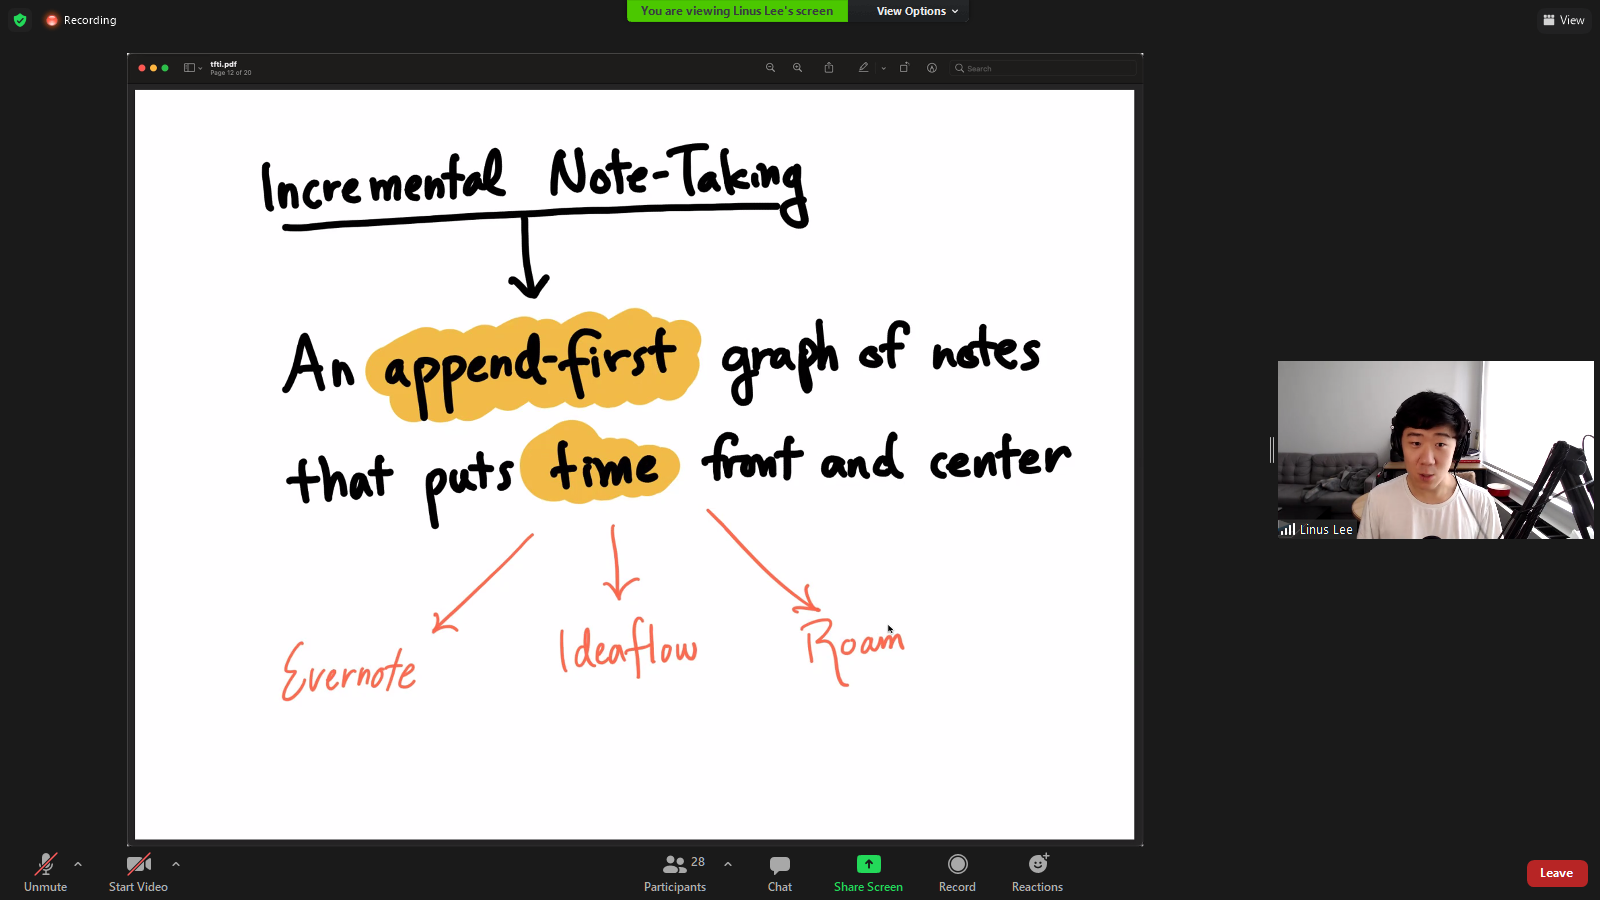 Recording
You are viewing Linus Lee's screen
View Options
View
tfti.pdf
Page 12 of 20
Search
Incremental Note-Taking
An append-first graph of notes
that puts time front and center
Evernote
Ideaflow
Roam
Linus Lee
Unmute
Start Video
28
Participants
Chat
Share Screen
Record
Reactions
Leave